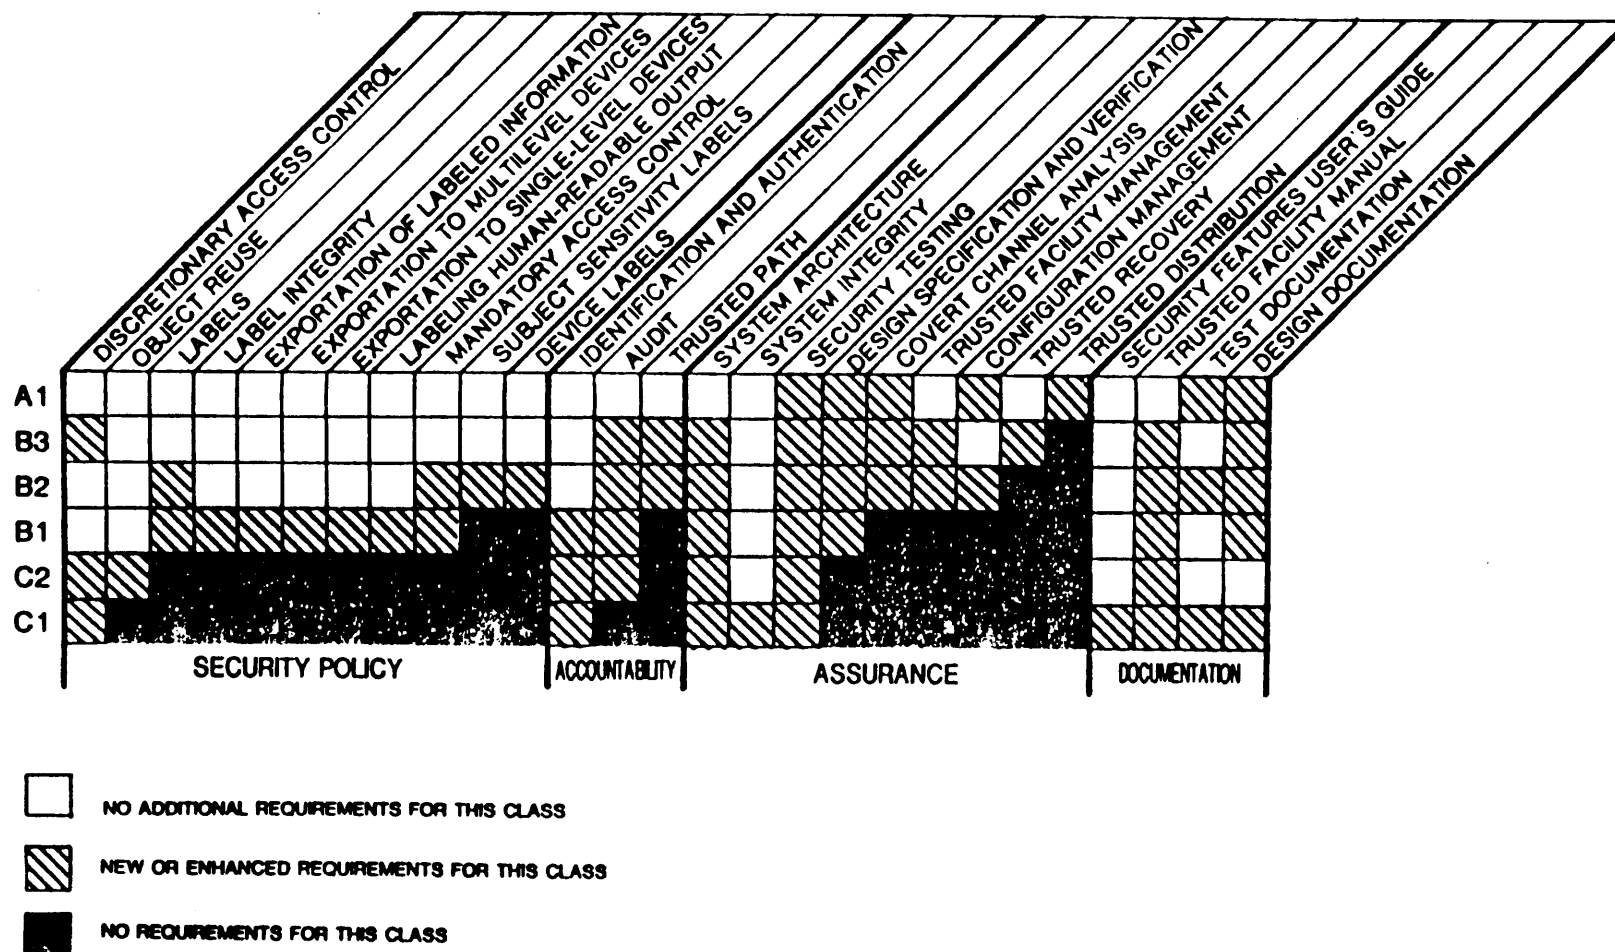 DISCRETIONARY ACCESS CONTROL
OBJECT REUSE
LABELS
LABEL INTEGRITY
EXPORTATION OF LABELED INFORMATION
EXPORTATION TO MULTILEVEL DEVICES
EXPORTATION TO SINGLE-LEVEL DEVICES
LABELING HUMAN-READABLE OUTPUT
MANDATORY ACCESS CONTROL
SUBJECT SENSITIVITY LABELS
DEVICE LABELS
IDENTIFICATION AND AUTHENTICATION
AUDIT
TRUSTED PATH
SYSTEM ARCHITECTURE
SYSTEM INTEGRITY
SECURITY TESTING
DESIGN SPECIFICATION AND VERIFICATION
COVERT CHANNEL ANALYSIS
TRUSTED FACILITY MANAGEMENT
CONFIGURATION MANAGEMENT
TRUSTED RECOVERY
TRUSTED DISTRIBUTION
SECURITY FEATURES USER'S GUIDE
TRUSTED FACILITY MANUAL
TEST DOCUMENTATION
DESIGN DOCUMENTATION
A1
B3
B2
B1
C2
C1
SECURITY POLICY
ACCOUNTABILITY
ASSURANCE
DOCUMENTATION
NO ADDITIONAL REQUIREMENTS FOR THIS CLASS
NEW OR ENHANCED REQUIREMENTS FOR THIS CLASS
NO REQUIREMENTS FOR THIS CLASS